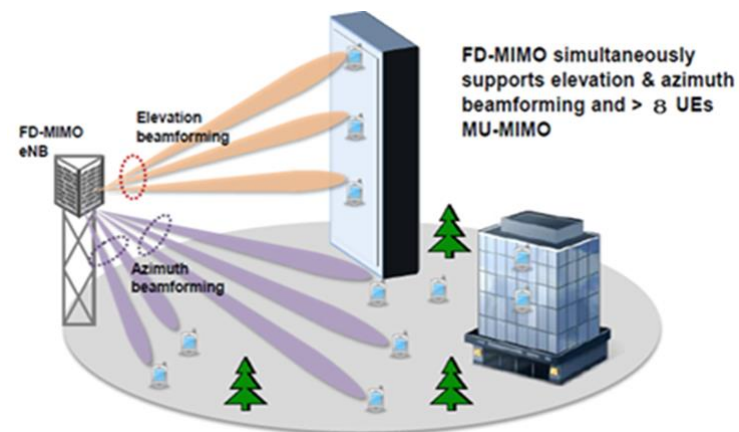 FD-MIMO simultaneously
supports elevation & azimuth
beamforming and > 8 UEs
MU-MIMO
Elevation
beamforming
FD-MIMO
eNB
Azimuth
beamforming